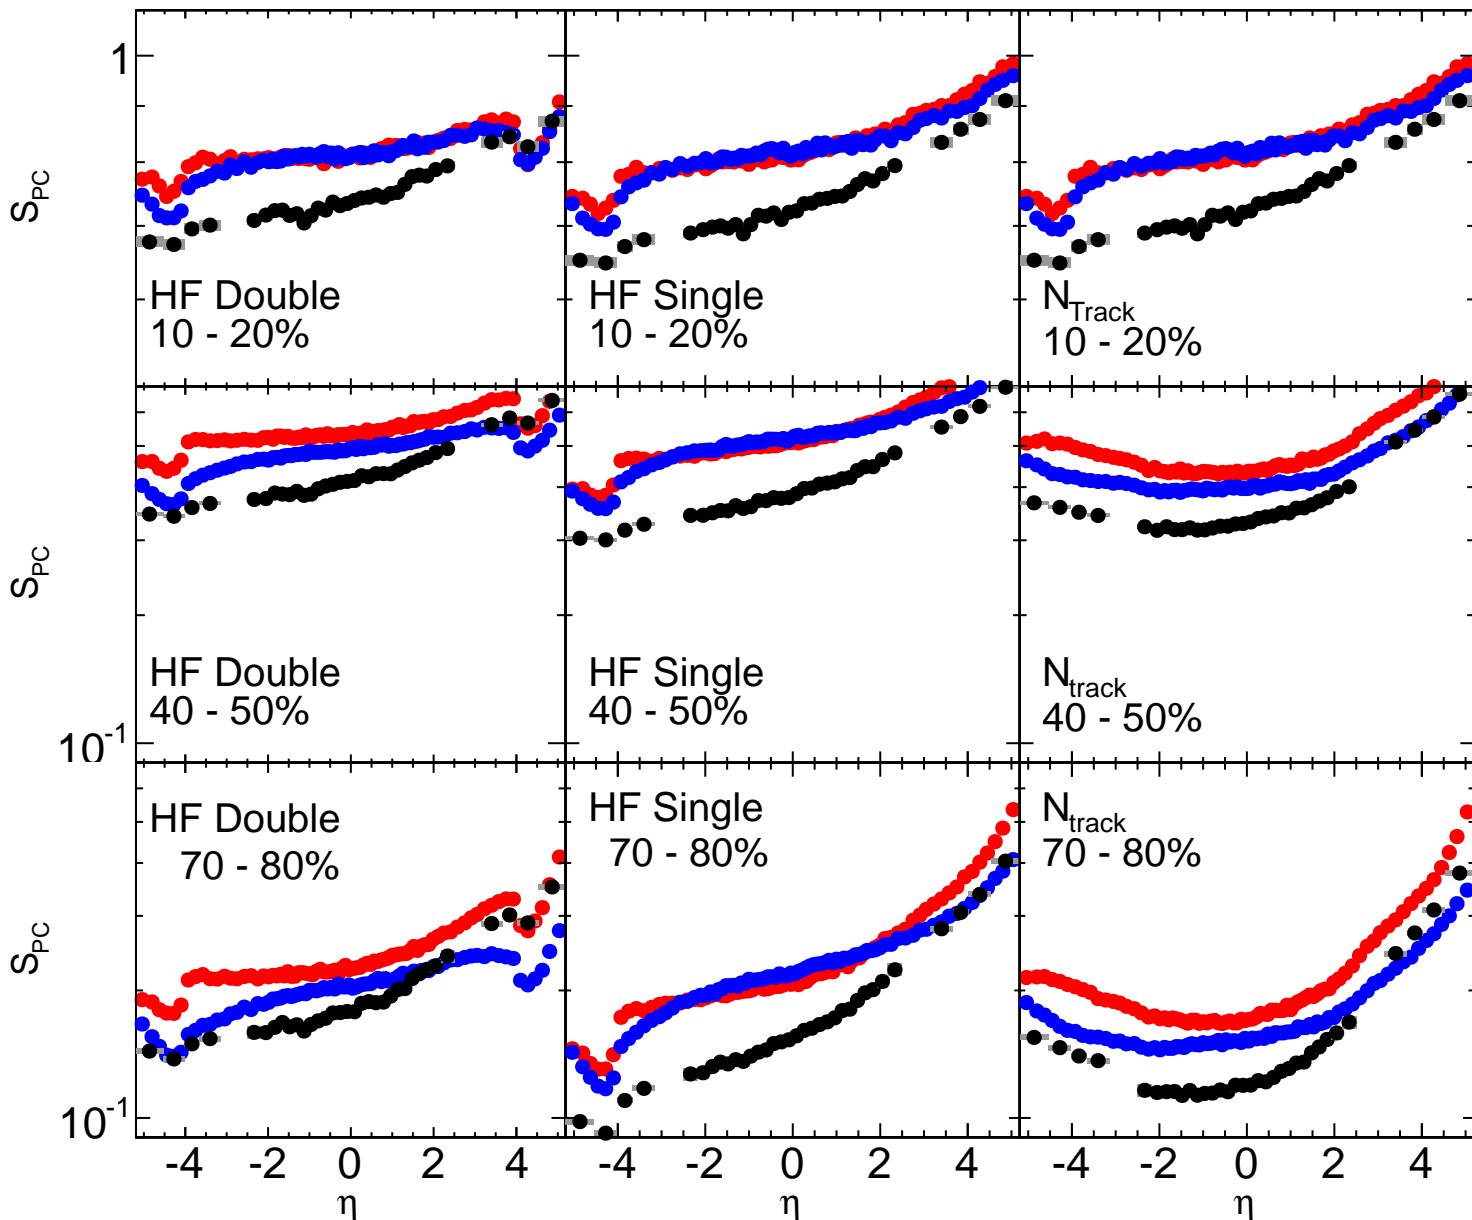 1
S_PC
HF Double
10 - 20%
HF Single
10 - 20%
N_Track
10 - 20%
S_PC
HF Double
40 - 50%
HF Single
40 - 50%
N_track
40 - 50%
10^-1
S_PC
HF Double
70 - 80%
HF Single
70 - 80%
N_track
70 - 80%
10^-1
-4 -2 0 2 4 -4 -2 0 2 4 -4 -2 0 2 4
η η η